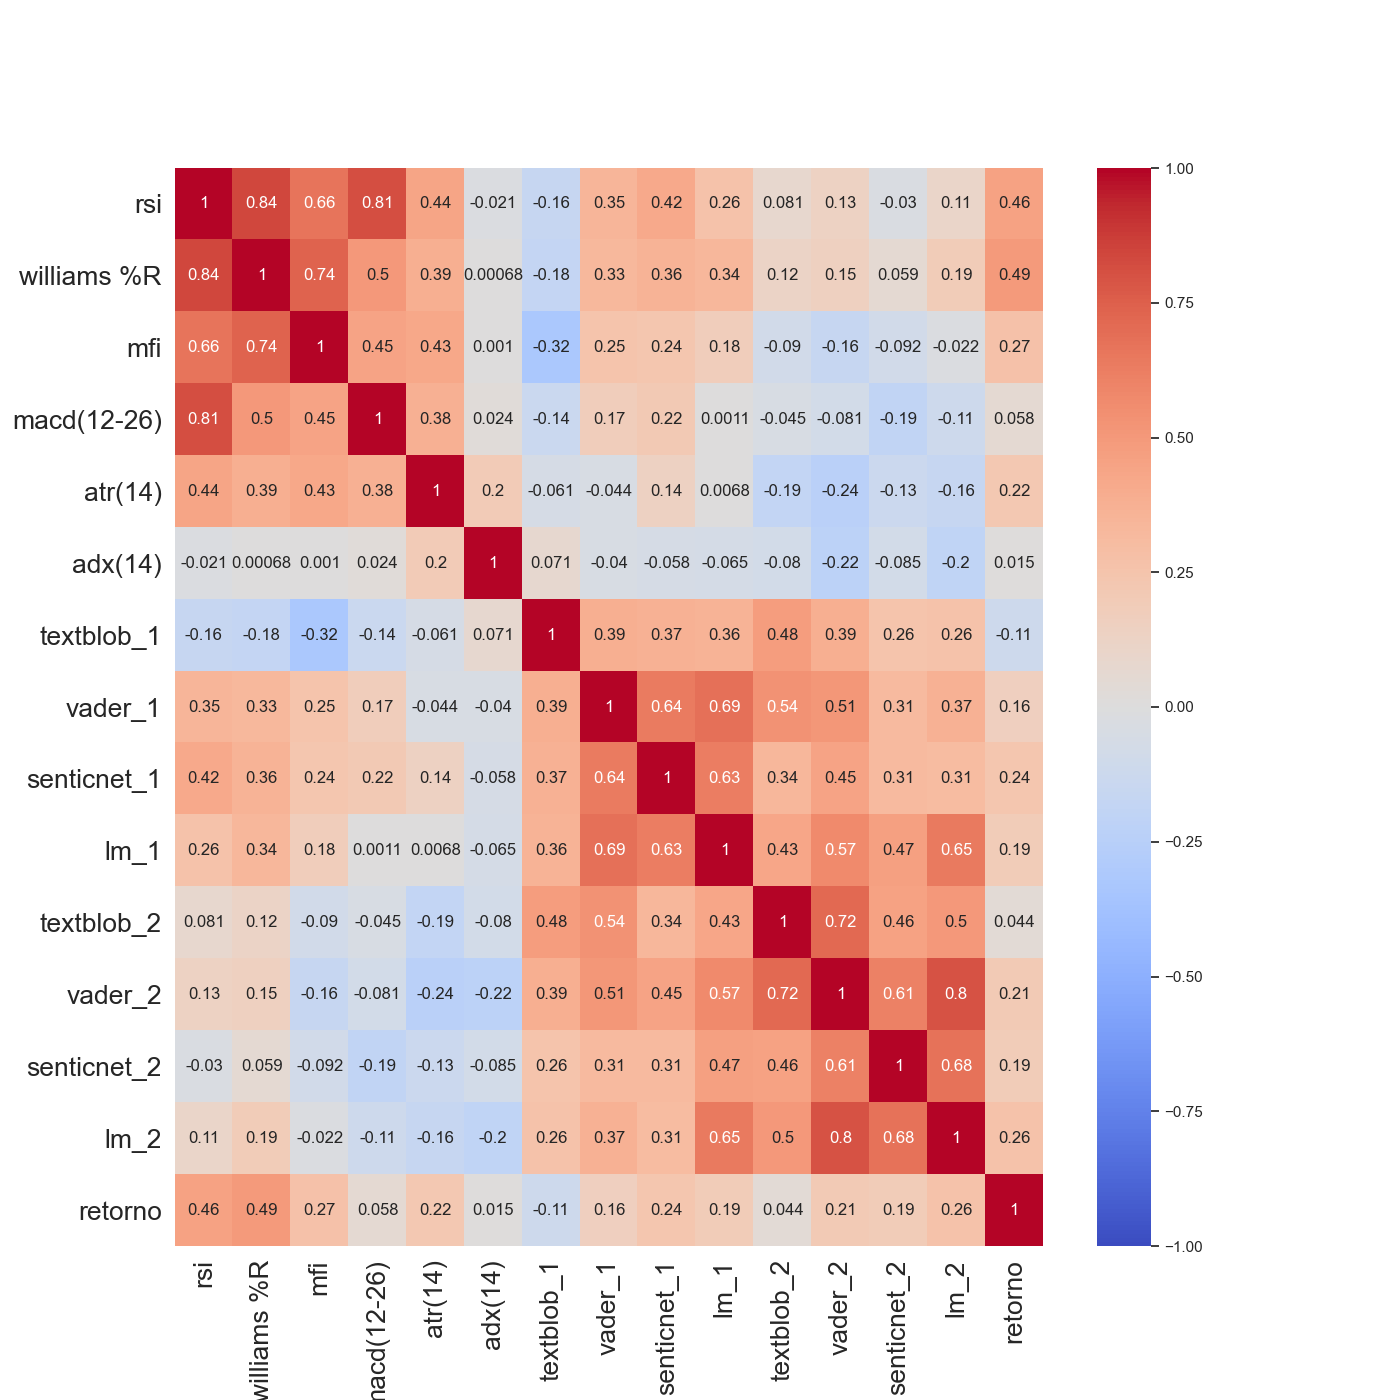 rsi 1 0.84 0.66 0.81 0.44 -0.021 -0.16 0.35 0.42 0.26 0.081 0.13 -0.03 0.11 0.46
williams %R 0.84 1 0.74 0.5 0.39 0.00068 -0.18 0.33 0.36 0.34 0.12 0.15 0.059 0.19 0.49
mfi 0.66 0.74 1 0.45 0.43 0.001 -0.32 0.25 0.24 0.18 -0.09 -0.16 -0.092 -0.022 0.27
macd(12-26) 0.81 0.5 0.45 1 0.38 0.024 -0.14 0.17 0.22 0.0011 -0.045 -0.081 -0.19 -0.11 0.058
atr(14) 0.44 0.39 0.43 0.38 1 0.2 -0.061 -0.044 0.14 0.0068 -0.19 -0.24 -0.13 -0.16 0.22
adx(14) -0.021 0.00068 0.001 0.024 0.2 1 0.071 -0.04 -0.058 -0.065 -0.08 -0.22 -0.085 -0.2 0.015
textblob_1 -0.16 -0.18 -0.32 -0.14 -0.061 0.071 1 0.39 0.37 0.36 0.48 0.39 0.26 0.26 -0.11
vader_1 0.35 0.33 0.25 0.17 -0.044 -0.04 0.39 1 0.64 0.69 0.54 0.51 0.31 0.37 0.16
senticnet_1 0.42 0.36 0.24 0.22 0.14 -0.058 0.37 0.64 1 0.63 0.34 0.45 0.31 0.31 0.24
lm_1 0.26 0.34 0.18 0.0011 0.0068 -0.065 0.36 0.69 0.63 1 0.43 0.57 0.47 0.65 0.19
textblob_2 0.081 0.12 -0.09 -0.045 -0.19 -0.08 0.48 0.54 0.34 0.43 1 0.72 0.46 0.5 0.044
vader_2 0.13 0.15 -0.16 -0.081 -0.24 -0.22 0.39 0.51 0.45 0.57 0.72 1 0.61 0.8 0.21
senticnet_2 -0.03 0.059 -0.092 -0.19 -0.13 -0.085 0.26 0.31 0.31 0.47 0.46 0.61 1 0.68 0.19
lm_2 0.11 0.19 -0.022 -0.11 -0.16 -0.2 0.26 0.37 0.31 0.65 0.5 0.8 0.68 1 0.26
retorno 0.46 0.49 0.27 0.058 0.22 0.015 -0.11 0.16 0.24 0.19 0.044 0.21 0.19 0.26 1
rsi
williams %R
mfi
macd(12-26)
atr(14)
adx(14)
textblob_1
vader_1
senticnet_1
lm_1
textblob_2
vader_2
senticnet_2
lm_2
retorno
1.00
0.75
0.50
0.25
0.00
−0.25
−0.50
−0.75
−1.00